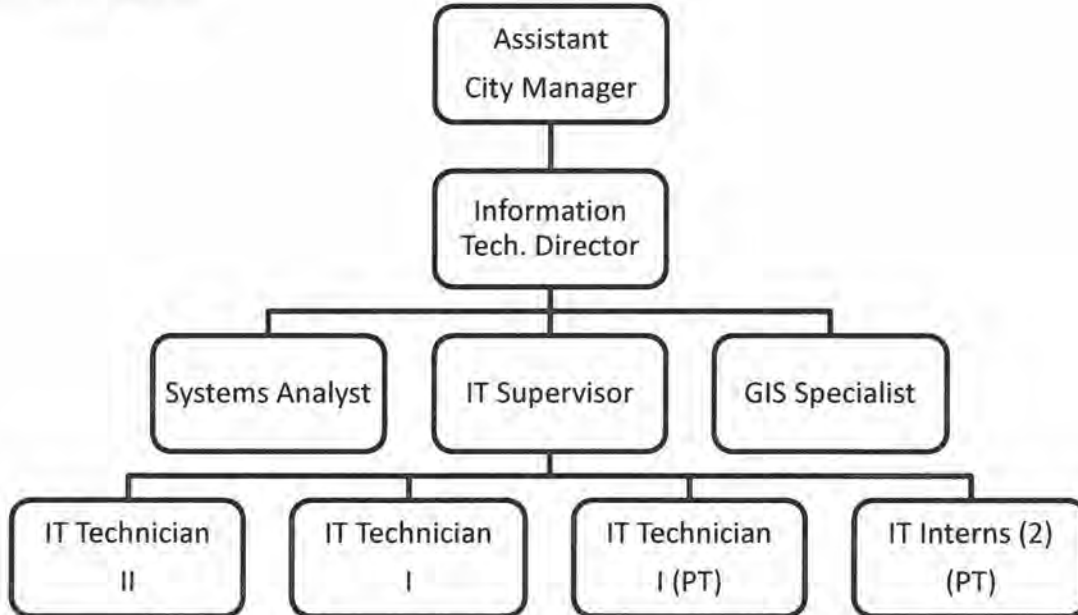 Assistant
City Manager
Information
Tech. Director
Systems Analyst
IT Supervisor
GIS Specialist
IT Technician
II
IT Technician
I
IT Technician
I (PT)
IT Interns (2)
(PT)